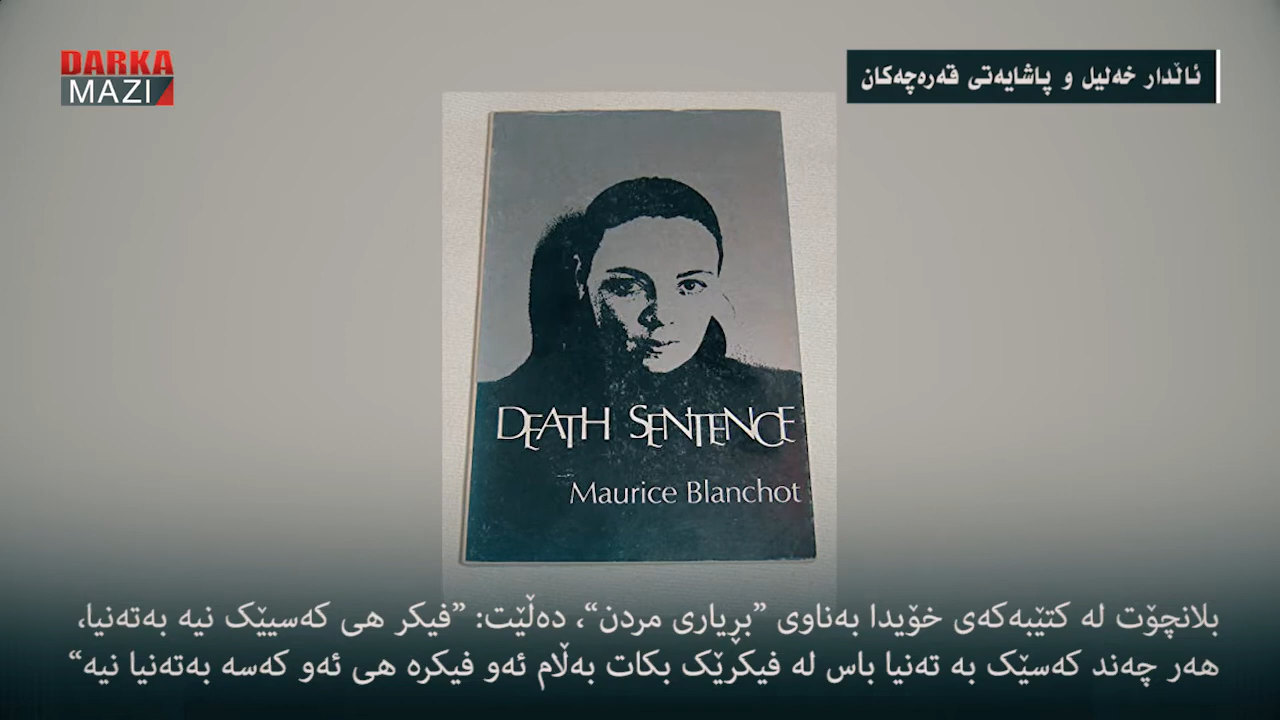 DARKA
MAZI
ئاڵدار خەلیل و پاشایەتی قەرەچەکان
DEATH SENTENCE
Maurice Blanchot
بلانچۆت لە کتێبەکەی خۆیدا بەناوی ”بڕیاری مردن“، دەڵێت: ”فیکر هی کەسیێک نیە بەتەنیا،
هەر چەند کەسێک بە تەنیا باس لە فیکرێک بکات بەڵام ئەو فیکرە هی ئەو کەسە بەتەنیا نیە“